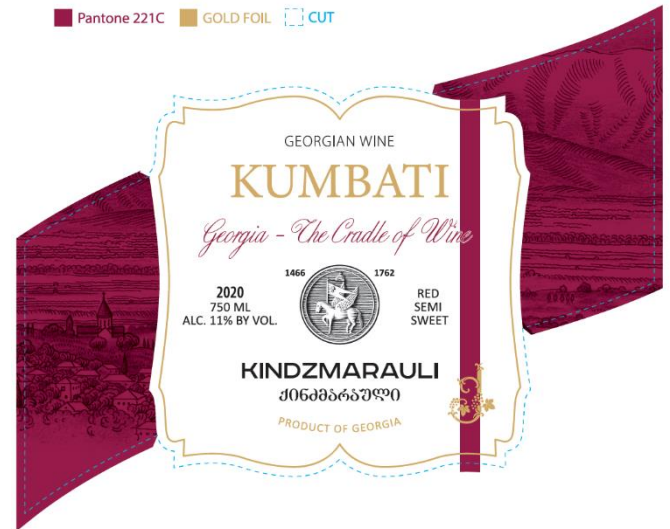 Pantone 221C GOLD FOIL CUT
GEORGIAN WINE
KUMBATI
Georgia - The Cradle of Wine
1466 1762
2020
750 ML
ALC. 11% BY VOL.
RED
SEMI
SWEET
KINDZMARAULI
ქინძმარაული
PRODUCT OF GEORGIA